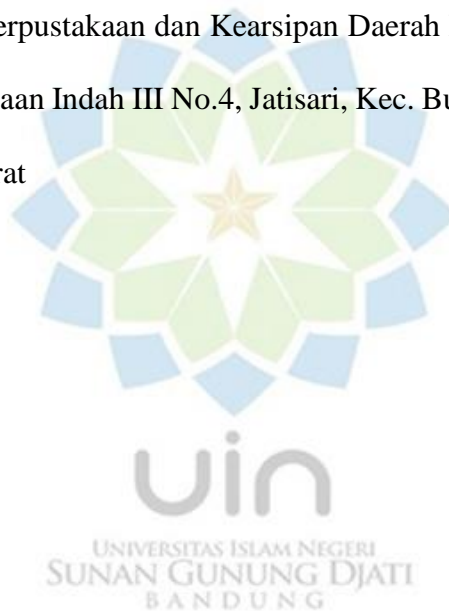 erpustakaan dan Kearsipan Daerah
aan Indah III No.4, Jatisari, Kec. Bu
rat
uin
UNIVERSITAS ISLAM NEGERI
SUNAN GUNUNG DJATI
BANDUNG